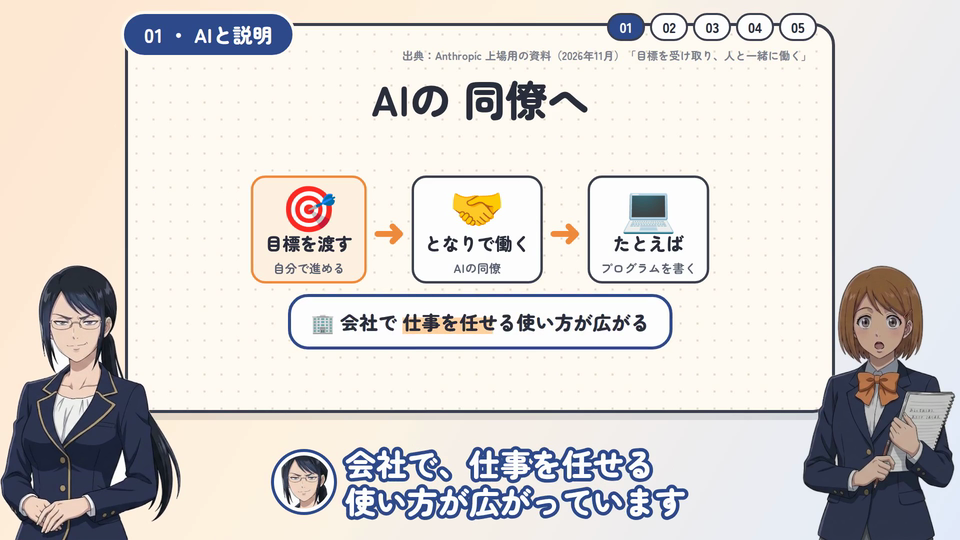 01 ・ AIと説明
01 02 03 04 05
出典：Anthropic 上場用の資料（2026年11月）「目標を受け取り、人と一緒に働く」
AIの 同僚へ
目標を渡す
自分で進める
となりで働く
AIの同僚
たとえば
プログラムを書く
会社で 仕事を任せる使い方が広がる
会社で、仕事を任せる
使い方が広がっています